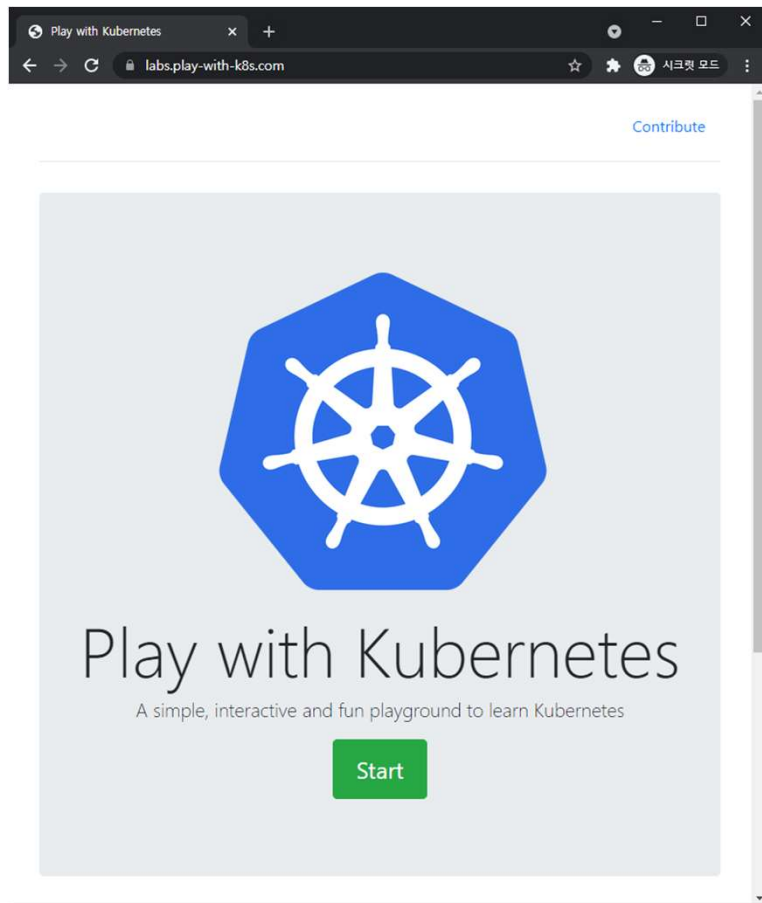 Play with Kubernetes
labs.play-with-k8s.com
시크릿 모드
Contribute
Play with Kubernetes
A simple, interactive and fun playground to learn Kubernetes
Start